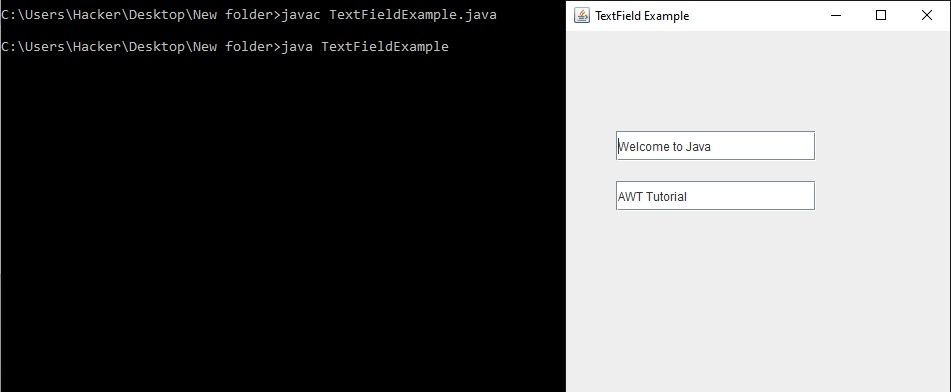 C:\Users\Hacker\Desktop\New folder>javac TextFieldExample.java
C:\Users\Hacker\Desktop\New folder>java TextFieldExample
TextField Example
Welcome to Java
AWT Tutorial